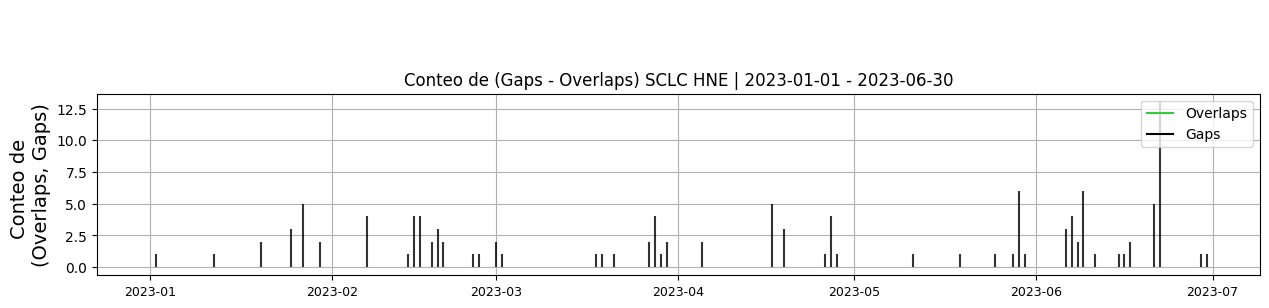 Conteo de (Gaps - Overlaps) SCLC HNE | 2023-01-01 - 2023-06-30
Conteo de
(Overlaps, Gaps)
12.5
10.0
7.5
5.0
2.5
0.0
Overlaps
Gaps
2023-01
2023-02
2023-03
2023-04
2023-05
2023-06
2023-07